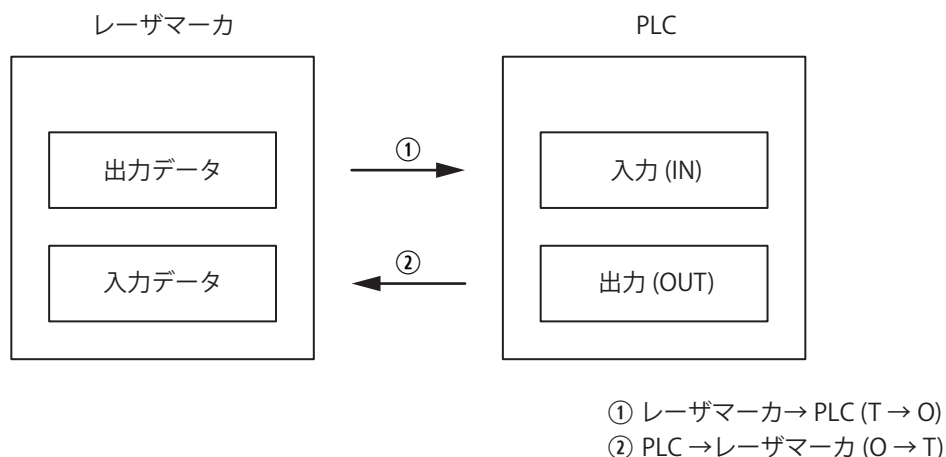 レーザマーカ
PLC
出力データ
①
入力 (IN)
入力データ
②
出力 (OUT)
① レーザマーカ→ PLC (T → O)
② PLC →レーザマーカ (O → T)